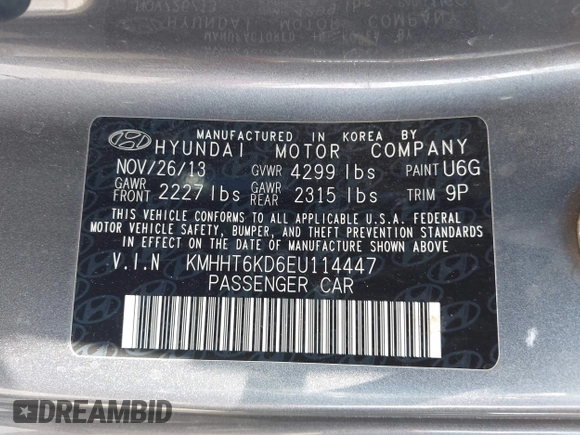 MANUFACTURED IN KOREA BY
HYUNDAI MOTOR COMPANY
NOV/26/13 GVWR 4299 lbs PAINT U6G
GAWR FRONT 2227 lbs GAWR REAR 2315 lbs TRIM 9P
THIS VEHICLE CONFORMS TO ALL APPLICABLE U.S.A. FEDERAL
MOTOR VEHICLE SAFETY, BUMPER, AND THEFT PREVENTION STANDARDS
IN EFFECT ON THE DATE OF MANUFACTURE SHOWN ABOVE.
V.I.N KMHHT6KD6EU114447
PASSENGER CAR
DREAMBID